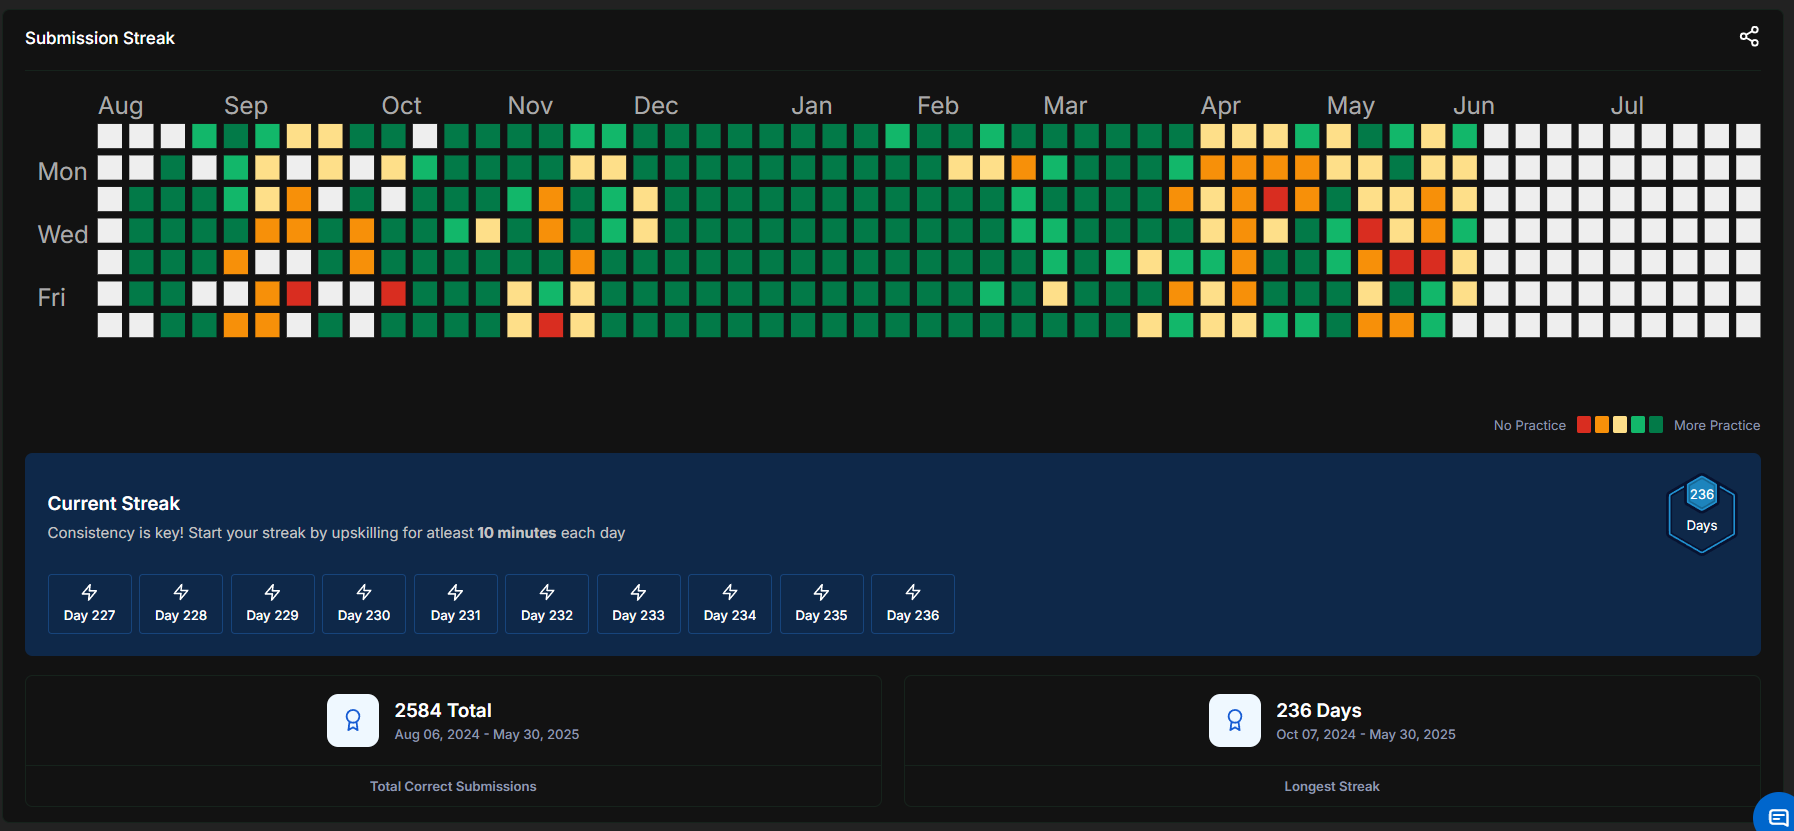 Submission Streak
Aug Sep Oct Nov Dec Jan Feb Mar Apr May Jun Jul
Mon
Wed
Fri
No Practice More Practice
Current Streak
Consistency is key! Start your streak by upskilling for atleast 10 minutes each day
236
Days
Day 227 Day 228 Day 229 Day 230 Day 231 Day 232 Day 233 Day 234 Day 235 Day 236
2584 Total
Aug 06, 2024 - May 30, 2025
Total Correct Submissions
236 Days
Oct 07, 2024 - May 30, 2025
Longest Streak